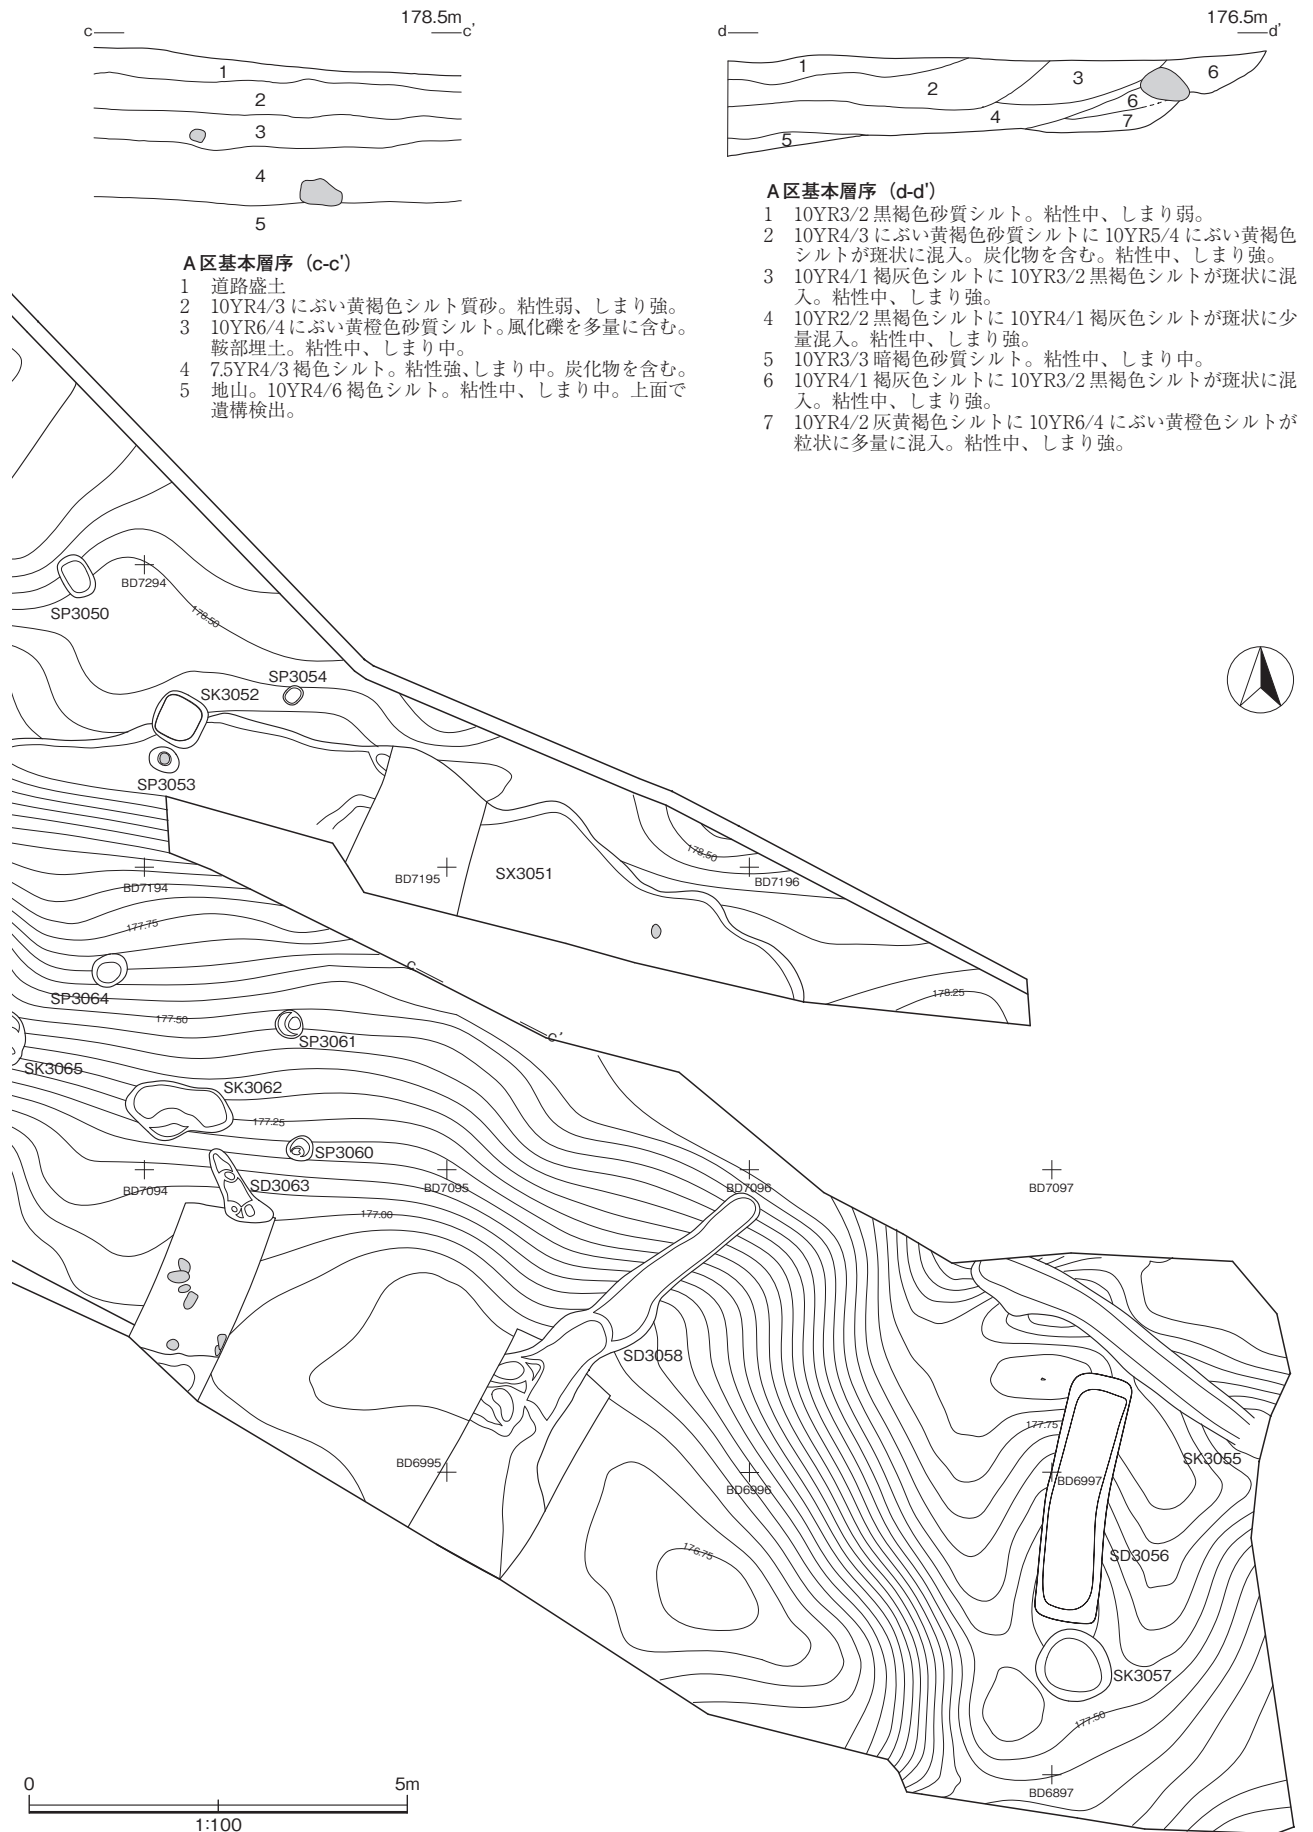 178.5m
c c'
1
2
3
4
5
A区基本層序（c-c'）
1 道路盛土
2 10YR4/3 にぶい黄褐色シルト質砂。粘性弱、しまり強。
3 10YR6/4 にぶい黄橙色砂質シルト。風化礫を多量に含む。
鞍部埋土。粘性中、しまり中。
4 7.5YR4/3 褐色シルト。粘性強、しまり中。炭化物を含む。
5 地山。10YR4/6 褐色シルト。粘性中、しまり中。上面で
遺構検出。
176.5m
d d'
1
2
3
6
6
4
7
5
A区基本層序（d-d'）
1 10YR3/2 黒褐色砂質シルト。粘性中、しまり弱。
2 10YR4/3 にぶい黄褐色砂質シルトに 10YR5/4 にぶい黄褐色
シルトが斑状に混入。炭化物を含む。粘性中、しまり強。
3 10YR4/1 褐灰色シルトに 10YR3/2 黒褐色シルトが斑状に混
入。粘性中、しまり強。
4 10YR2/2 黒褐色シルトに 10YR4/1 褐灰色シルトが斑状に少
量混入。粘性中、しまり強。
5 10YR3/3 暗褐色砂質シルト。粘性中、しまり中。
6 10YR4/1 褐灰色シルトに 10YR3/2 黒褐色シルトが斑状に混
入。粘性中、しまり強。
7 10YR4/2 灰黄褐色シルトに 10YR6/4 にぶい黄橙色シルトが
粒状に多量に混入。粘性中、しまり強。
BD7294
SP3050
178.50
SP3054
SK3052
SP3053
178.50
BD7194
BD7195
SX3051
BD7196
177.75
c
SP3064
178.25
177.50
c'
SP3061
SK3065
SK3062
177.25
SP3060
BD7094
SD3063
BD7095
BD7096
BD7097
177.00
SD3058
177.75
BD6995
BD6996
BD6997
SK3055
176.75
SD3056
SK3057
177.50
BD6897
0 5m
1:100